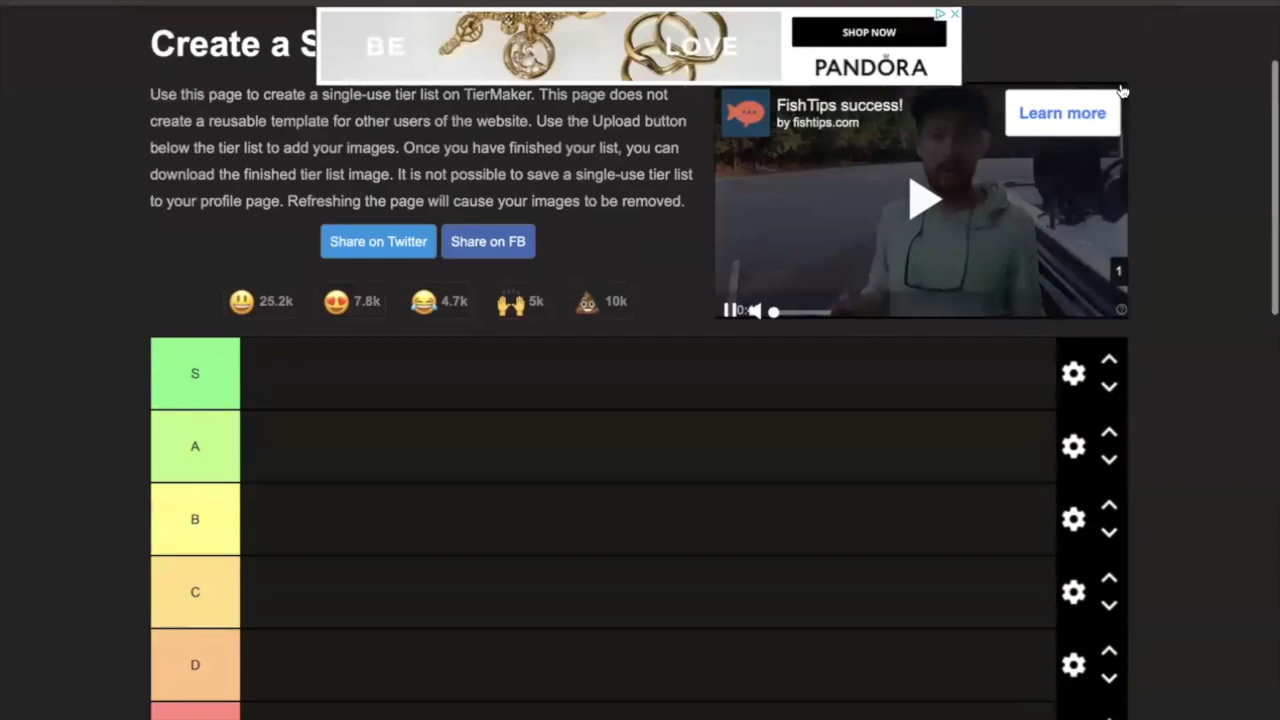 BE
LOVE
SHOP NOW
PANDÖRA
Create a S
Use this page to create a single-use tier list on TierMaker. This page does not
create a reusable template for other users of the website. Use the Upload button
below the tier list to add your images. Once you have finished your list, you can
download the finished tier list image. It is not possible to save a single-use tier list
to your profile page. Refreshing the page will cause your images to be removed.
Share on Twitter
Share on FB
25.2k
7.8k
4.7k
5k
10k
FishTips success!
by fishtips.com
Learn more
1
S
A
B
C
D